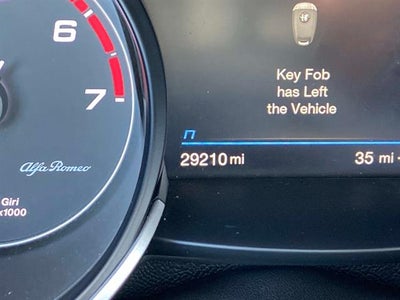 6
7
Alfa Romeo
Giri
x1000
Key Fob
has Left
the Vehicle
29210 mi
35 mi